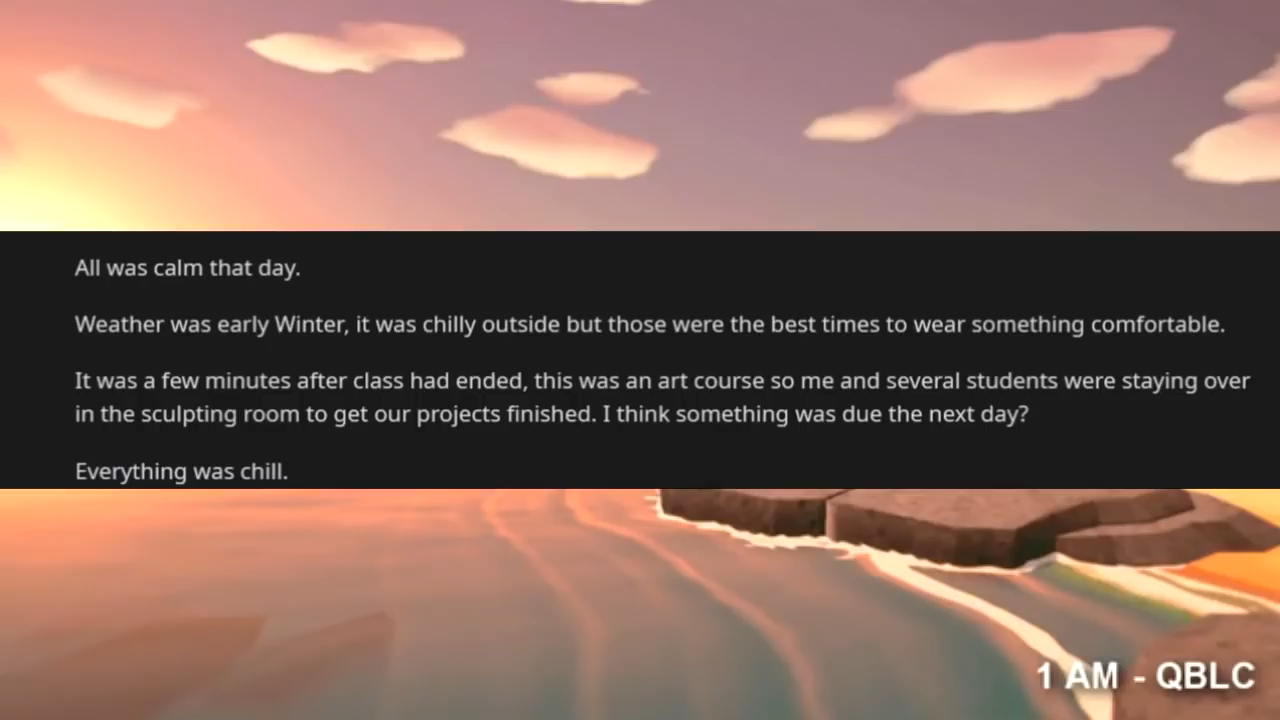 All was calm that day.
Weather was early Winter, it was chilly outside but those were the best times to wear something comfortable.
It was a few minutes after class had ended, this was an art course so me and several students were staying over
in the sculpting room to get our projects finished. I think something was due the next day?
Everything was chill.
1 AM - QBLC